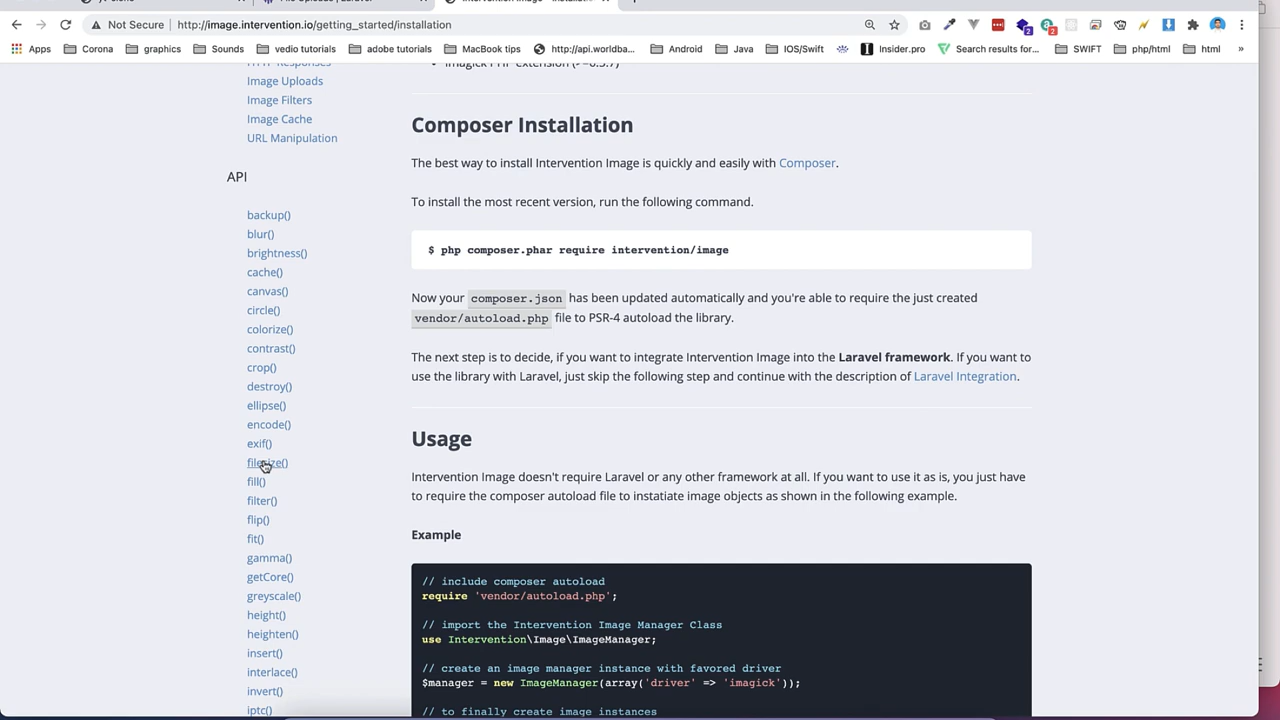 Not Secure
http://image.intervention.io/getting_started/installation
Apps
Corona
graphics
Sounds
vedio tutorials
adobe tutorials
MacBook tips
http://api.worldba...
Android
Java
IOS/Swift
Insider.pro
Search results for...
SWIFT
php/html
html
»
HTTP Responses
Image Uploads
Image Filters
Image Cache
URL Manipulation
API
backup()
blur()
brightness()
cache()
canvas()
circle()
colorize()
contrast()
crop()
destroy()
ellipse()
encode()
exif()
filesize()
fill()
filter()
flip()
fit()
gamma()
getCore()
greyscale()
height()
heighten()
insert()
interlace()
invert()
iptc()
Imagick PHP extension (>=6.5.7)
Composer Installation
The best way to install Intervention Image is quickly and easily with Composer.
To install the most recent version, run the following command.
$ php composer.phar require intervention/image
Now your composer.json has been updated automatically and you're able to require the just created
vendor/autoload.php file to PSR-4 autoload the library.
The next step is to decide, if you want to integrate Intervention Image into the Laravel framework. If you want to
use the library with Laravel, just skip the following step and continue with the description of Laravel Integration.
Usage
Intervention Image doesn't require Laravel or any other framework at all. If you want to use it as is, you just have
to require the composer autoload file to instatiate image objects as shown in the following example.
Example
// include composer autoload
require 'vendor/autoload.php';
// import the Intervention Image Manager Class
use Intervention\Image\ImageManager;
// create an image manager instance with favored driver
$manager = new ImageManager(array('driver' => 'imagick'));
// to finally create image instances